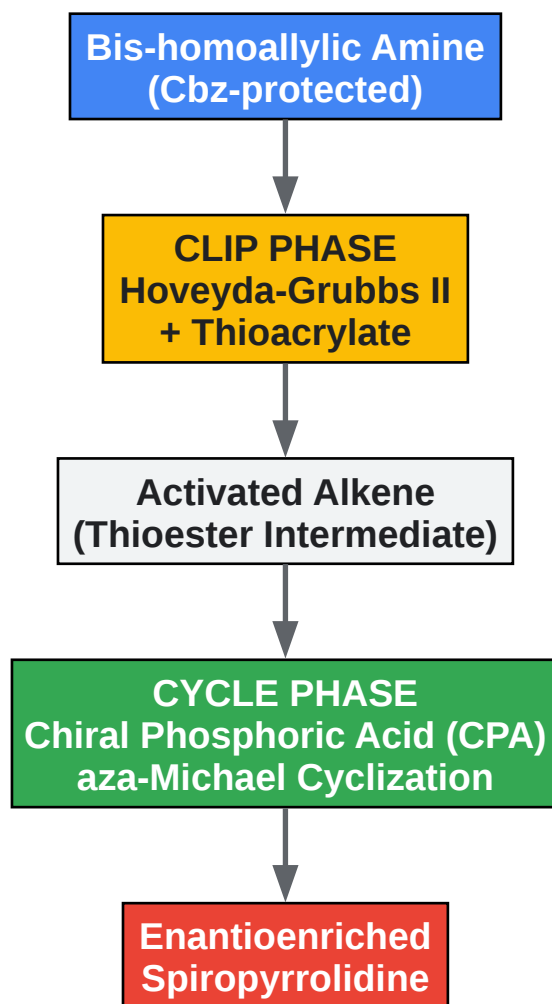 Bis-homoallylic Amine
(Cbz-protected)
CLIP PHASE
Hoveyda-Grubbs II
+ Thioacrylate
Activated Alkene
(Thioester Intermediate)
CYCLE PHASE
Chiral Phosphoric Acid (CPA)
aza-Michael Cyclization
Enantioenriched
Spiropyrrolidine